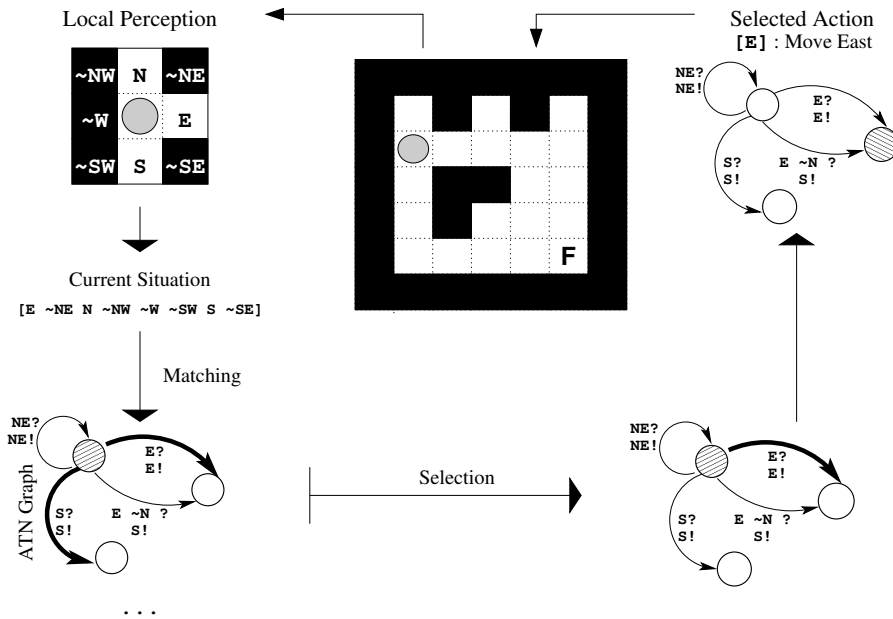 Local Perception
~NW N ~NE
~W E
~SW S ~SE
Current Situation
[E ~NE N ~NW ~W ~SW S ~SE]
Matching
NE?
NE!
E?
E!
S?
S!
E ~N ?
S!
ATN Graph
. . .
F
Selection
NE?
NE!
E?
E!
S?
S!
E ~N ?
S!
Selected Action
[E] : Move East
NE?
NE!
E?
E!
S?
S!
E ~N ?
S!